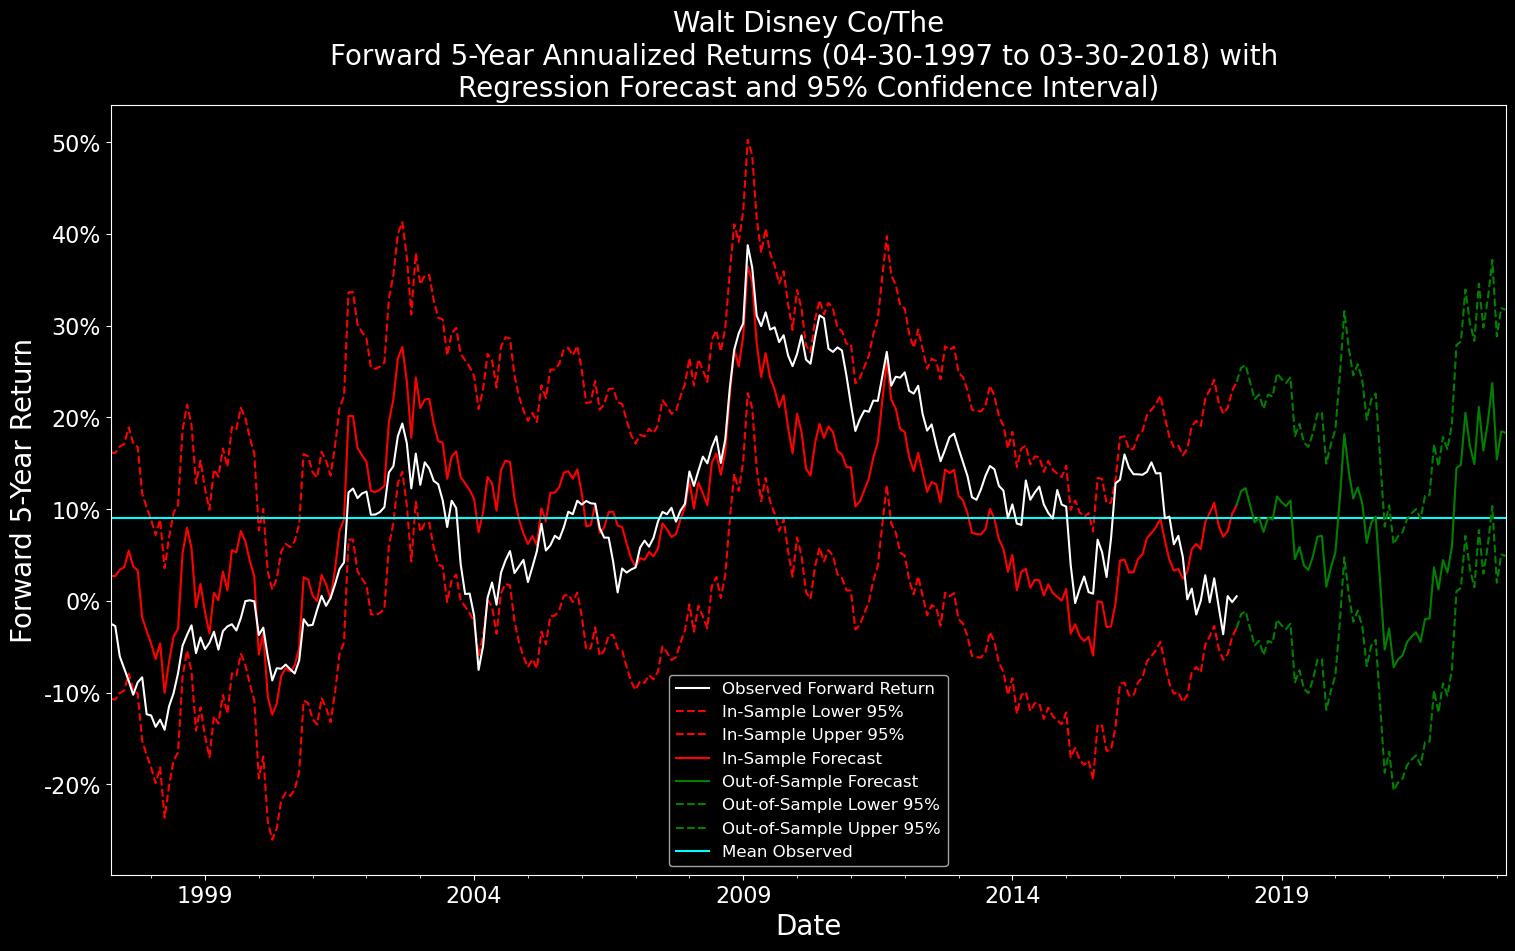 Walt Disney Co/The
Forward 5-Year Annualized Returns (04-30-1997 to 03-30-2018) with
Regression Forecast and 95% Confidence Interval)
Forward 5-Year Return
50%
40%
30%
20%
10%
0%
-10%
-20%
Observed Forward Return
In-Sample Lower 95%
In-Sample Upper 95%
In-Sample Forecast
Out-of-Sample Forecast
Out-of-Sample Lower 95%
Out-of-Sample Upper 95%
Mean Observed
1999
2004
2009
2014
2019
Date